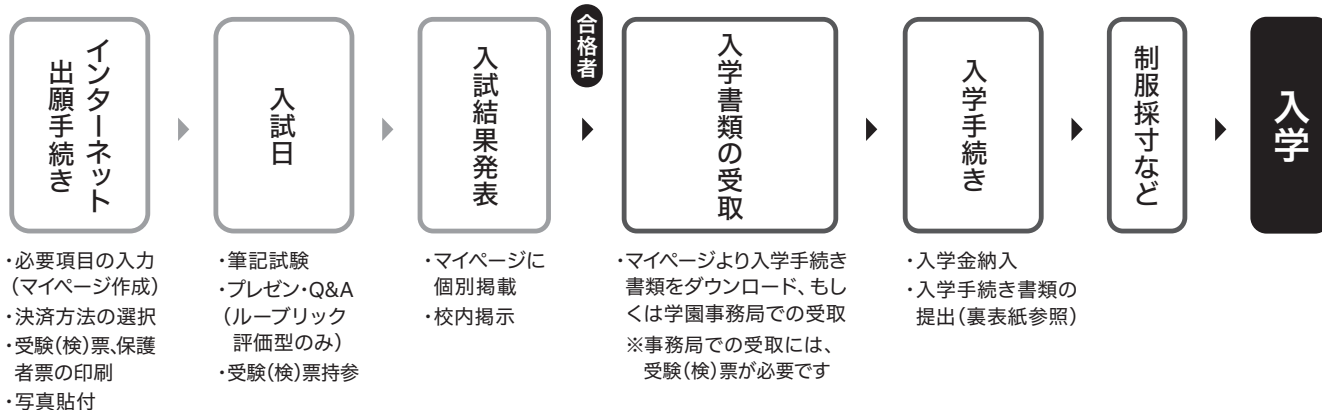 インターネット
出願手続き
・必要項目の入力
（マイページ作成）
・決済方法の選択
・受験(検)票、保護
者票の印刷
・写真貼付
入試日
・筆記試験
・プレゼン・Q&A
（ルーブリック
評価型のみ）
・受験(検)票持参
入試結果発表
・マイページに
個別掲載
・校内掲示
合格者
入学書類の受取
・マイページより入学手続き
書類をダウンロード、もし
くは学園事務局での受取
※事務局での受取には、
受験(検)票が必要です
入学手続き
・入学金納入
・入学手続き書類の
提出（裏表紙参照）
制服採寸など
入学